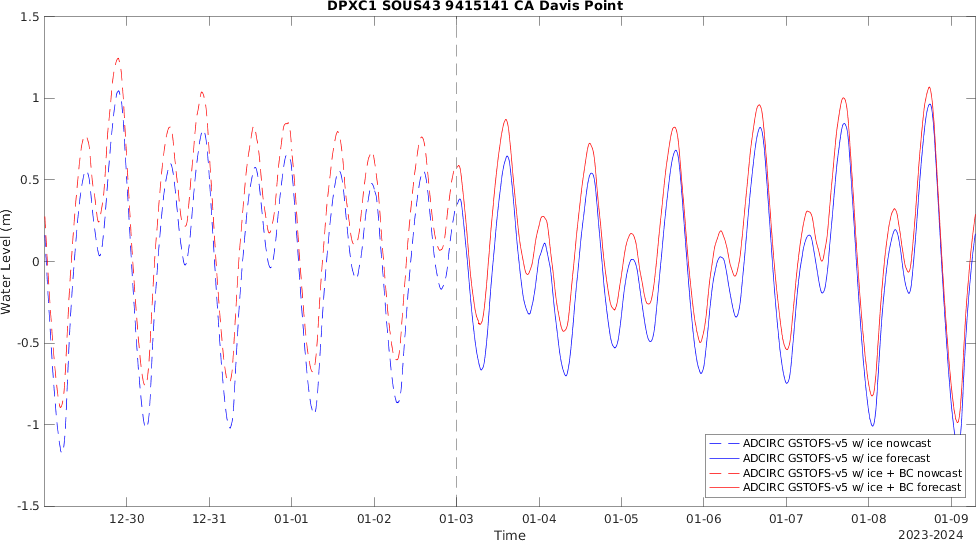 DPXC1 SOUS43 9415141 CA Davis Point
1.5
1
0.5
0
-0.5
-1
-1.5
Water Level (m)
12-30
12-31
01-01
01-02
01-03
01-04
01-05
01-06
01-07
01-08
01-09
Time
2023-2024
ADCIRC GSTOFS-v5 w/ ice nowcast
ADCIRC GSTOFS-v5 w/ ice forecast
ADCIRC GSTOFS-v5 w/ ice + BC nowcast
ADCIRC GSTOFS-v5 w/ ice + BC forecast